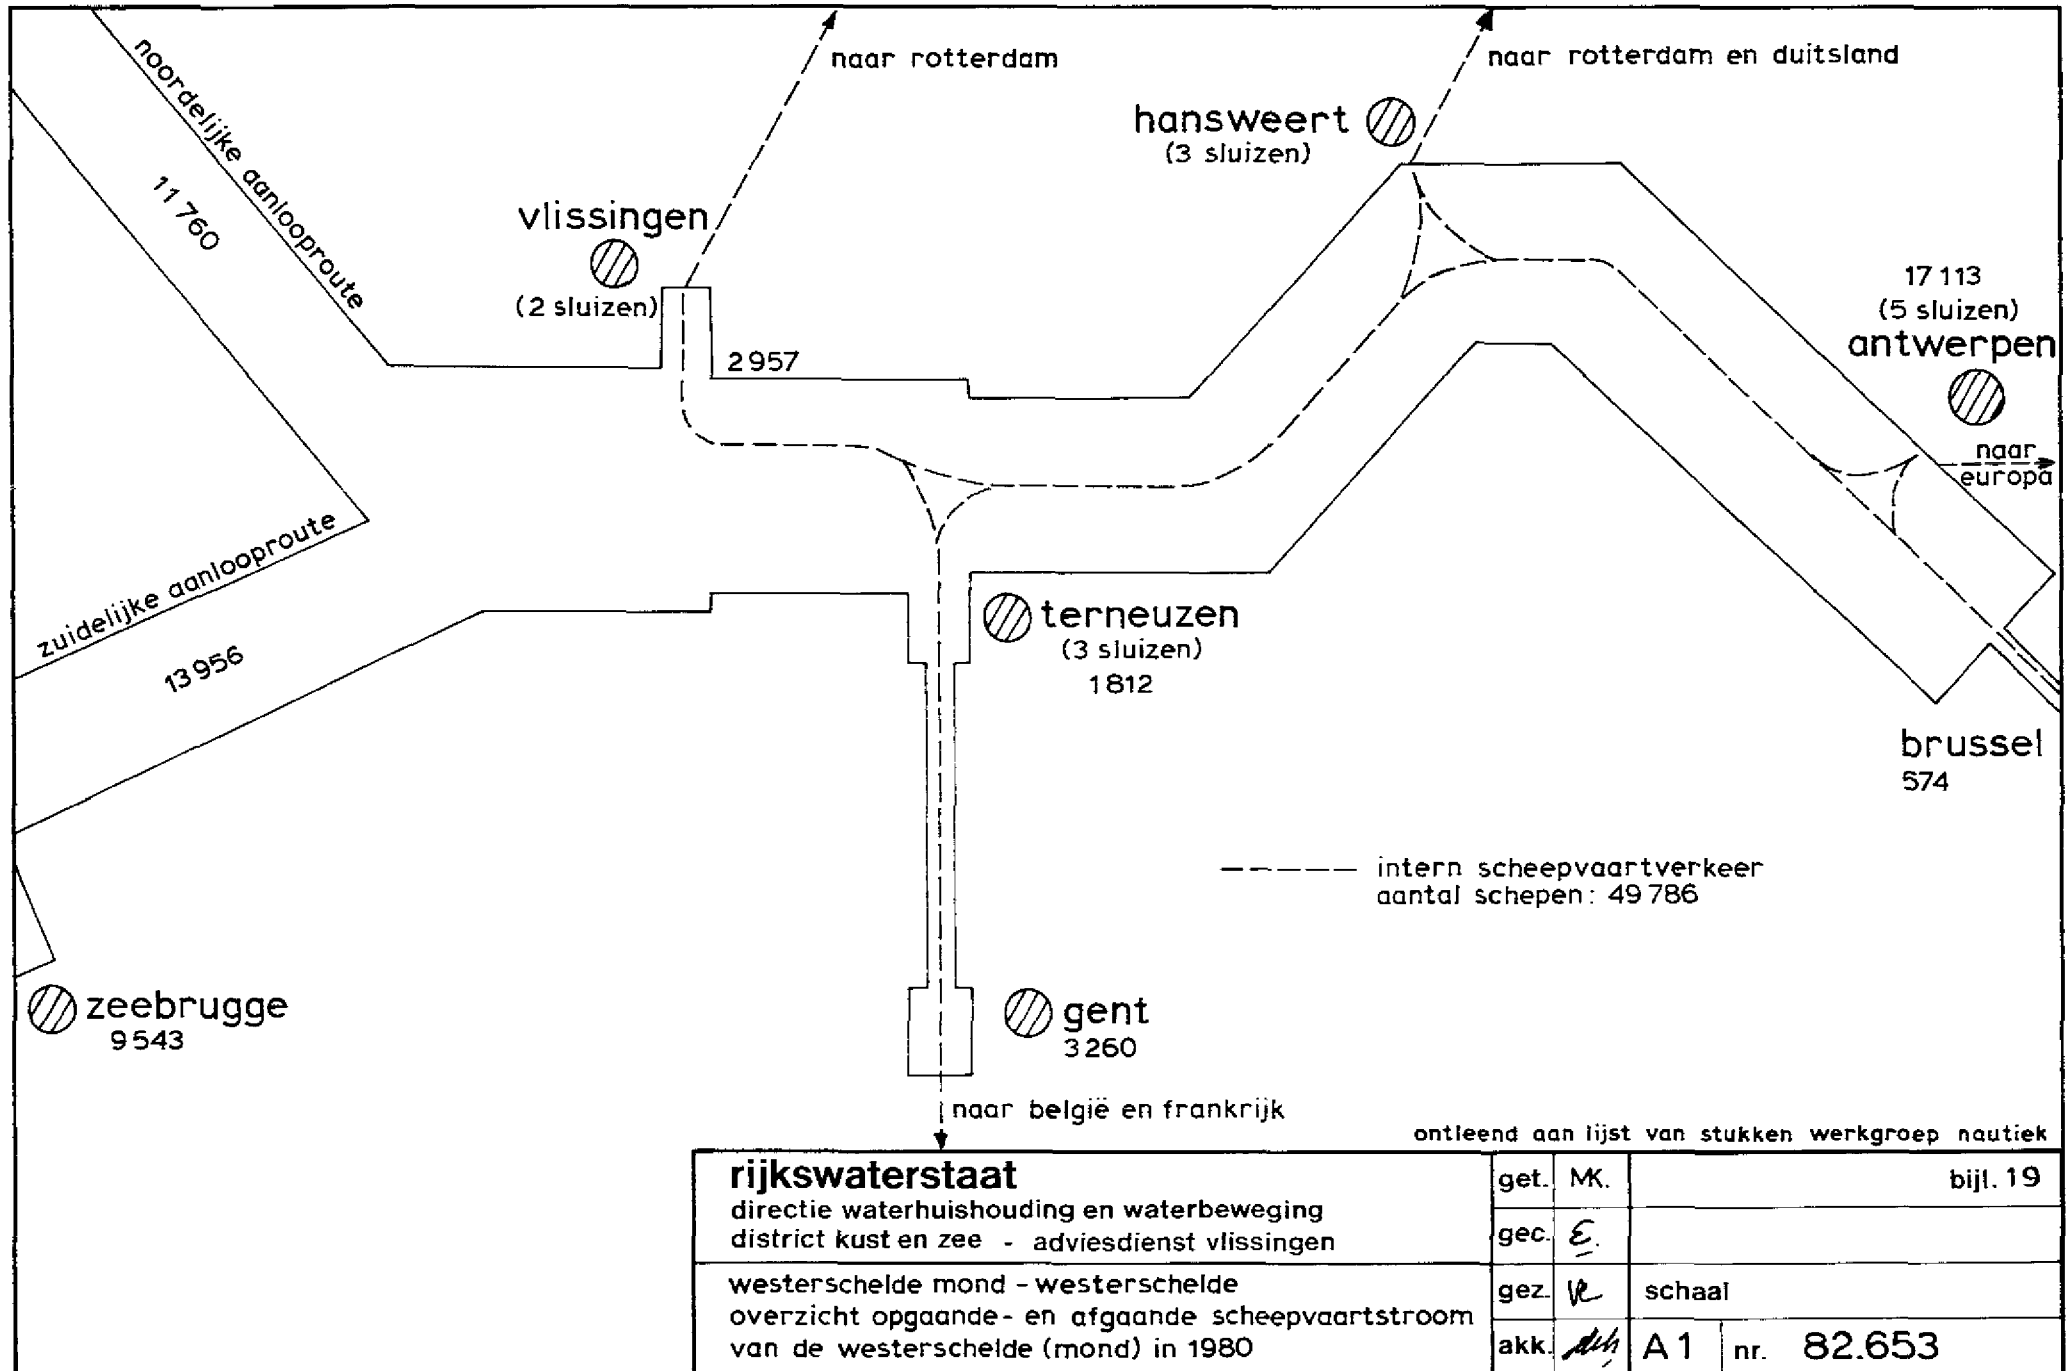 naar rotterdam
naar rotterdam en duitsland
noordelijke aanlooproute
11 760
hansweert
(3 sluizen)
vlissingen
(2 sluizen)
2957
17 113
(5 sluizen)
antwerpen
naar
europa
zuidelijke aanlooproute
13 956
terneuzen
(3 sluizen)
1812
brussel
574
intern scheepvaartverkeer
aantal schepen: 49 786
zeebrugge
9 543
gent
3 260
naar belgië en frankrijk
ontleend aan lijst van stukken werkgroep nautiek
rijkswaterstaat
directie waterhuishouding en waterbeweging
district kust en zee - adviesdienst vlissingen
westerschelde mond - westerschelde
overzicht opgaande- en afgaande scheepvaartstroom
van de westerschelde (mond) in 1980
get. MK.
bijl. 19
gec.
gez.
schaal
akk.
A1 nr. 82.653